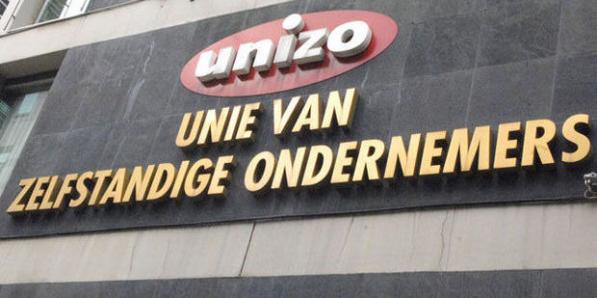 unizo
UNIE VAN
ZELFSTANDIGE ONDERNEMERS